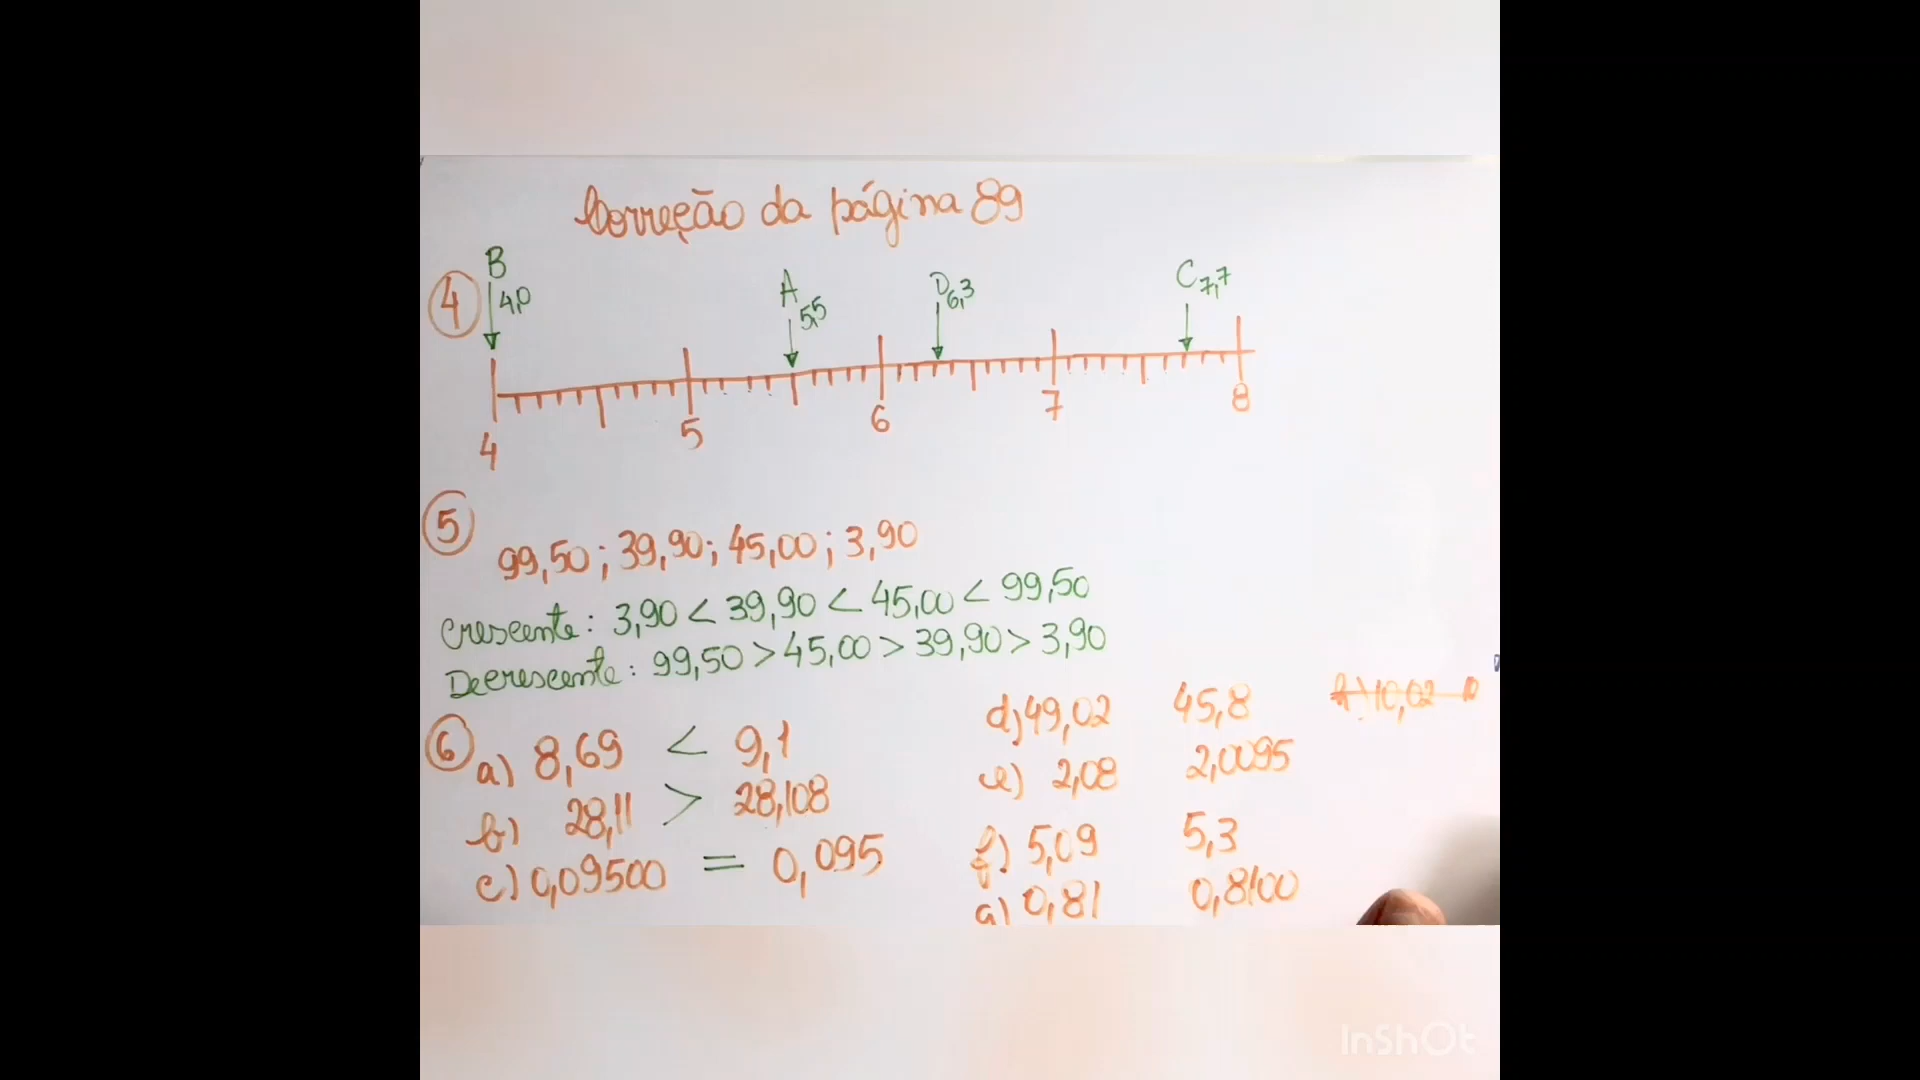 Correção da página 89
4
B 4,0
A 5,5
D 6,3
C 7,7
4 5 6 7 8
5
99,50 ; 39,90 ; 45,00 ; 3,90
Crescente : 3,90 < 39,90 < 45,00 < 99,50
Decrescente : 99,50 > 45,00 > 39,90 > 3,90
6
a) 8,69 < 9,1
b) 28,11 > 28,108
c) 0,09500 = 0,095
d) 49,02 45,8
e) 2,08 2,0095
f) 5,09 5,3
g) 0,81 0,8100
10,02
InShOt